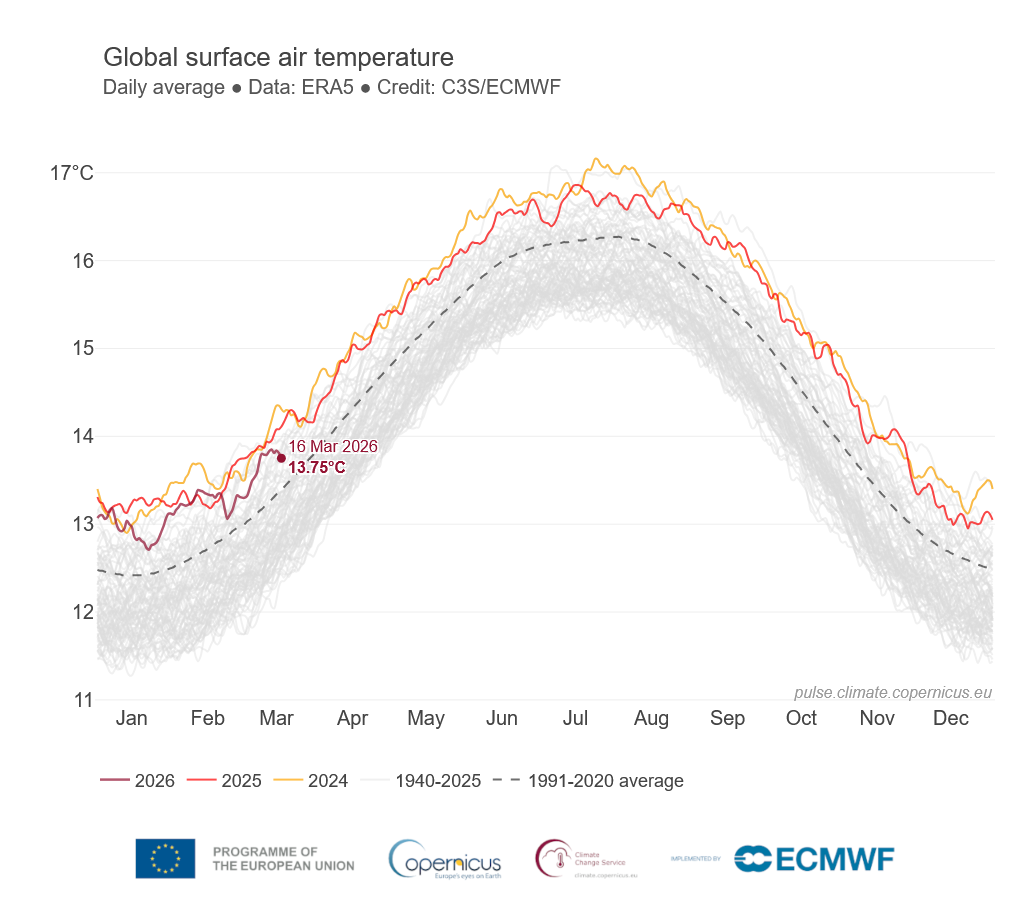 Global surface air temperature
Daily average ● Data: ERA5 ● Credit: C3S/ECMWF
17°C
16
15
14
13
12
11
16 Mar 2026
13.75°C
pulse.climate.copernicus.eu
Jan Feb Mar Apr May Jun Jul Aug Sep Oct Nov Dec
2026 2025 2024 1940-2025 1991-2020 average
PROGRAMME OF
THE EUROPEAN UNION
opernicus
Europe's eyes on Earth
Climate
Change Service
climate.copernicus.eu
IMPLEMENTED BY
ECMWF